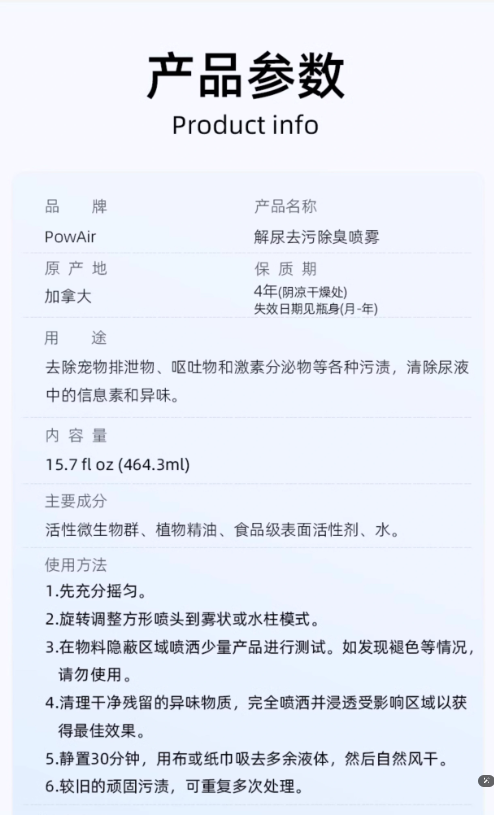 产品参数
Product info
品 牌
产品名称
PowAir
解尿去污除臭喷雾
原 产 地
保 质 期
加拿大
4年(阴凉干燥处)
失效日期见瓶身(月-年)
用 途
去除宠物排泄物、呕吐物和激素分泌物等各种污渍，清除尿液
中的信息素和异味。
内 容 量
15.7 fl oz (464.3ml)
主要成分
活性微生物群、植物精油、食品级表面活性剂、水。
使用方法
1.先充分摇匀。
2.旋转调整方形喷头到雾状或水柱模式。
3.在物料隐蔽区域喷洒少量产品进行测试。如发现褪色等情况，
请勿使用。
4.清理干净残留的异味物质，完全喷洒并浸透受影响区域以获
得最佳效果。
5.静置30分钟，用布或纸巾吸去多余液体，然后自然风干。
6.较旧的顽固污渍，可重复多次处理。